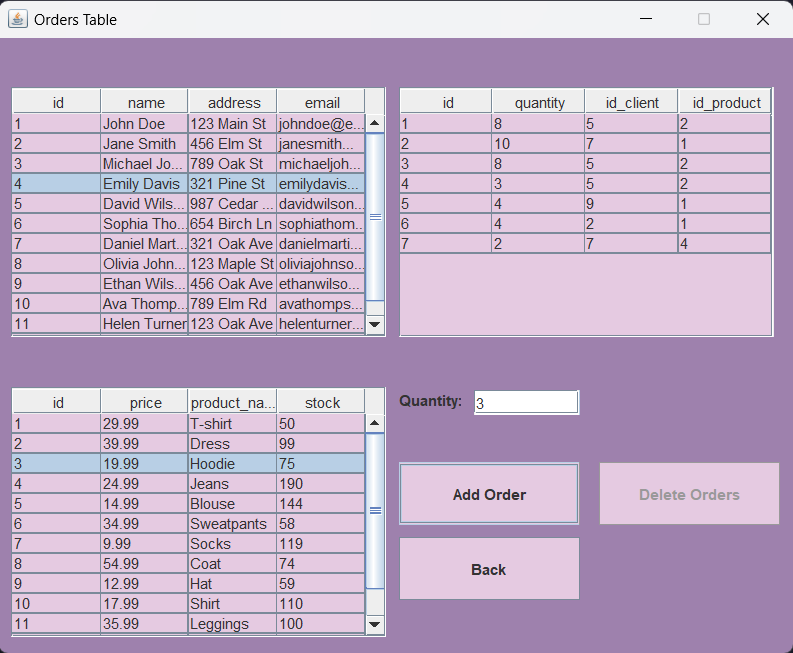 Orders Table
id name address email
1 John Doe 123 Main St johndoe@e...
2 Jane Smith 456 Elm St janesmith...
3 Michael Jo... 789 Oak St michaeljoh...
4 Emily Davis 321 Pine St emilydavis...
5 David Wils... 987 Cedar ... davidwilson...
6 Sophia Tho... 654 Birch Ln sophiathom...
7 Daniel Mart... 321 Oak Ave danielmarti...
8 Olivia John... 123 Maple St oliviajohnso...
9 Ethan Wils... 456 Oak Ave ethanwilso...
10 Ava Thomp... 789 Elm Rd avathomps...
11 Helen Turner 123 Oak Ave helenturner...
id quantity id_client id_product
1 8 5 2
2 10 7 1
3 8 5 2
4 3 5 2
5 4 9 1
6 4 2 1
7 2 7 4
id price product_na... stock
1 29.99 T-shirt 50
2 39.99 Dress 99
3 19.99 Hoodie 75
4 24.99 Jeans 190
5 14.99 Blouse 144
6 34.99 Sweatpants 58
7 9.99 Socks 119
8 54.99 Coat 74
9 12.99 Hat 59
10 17.99 Shirt 110
11 35.99 Leggings 100
Quantity: 3
Add Order Delete Orders
Back